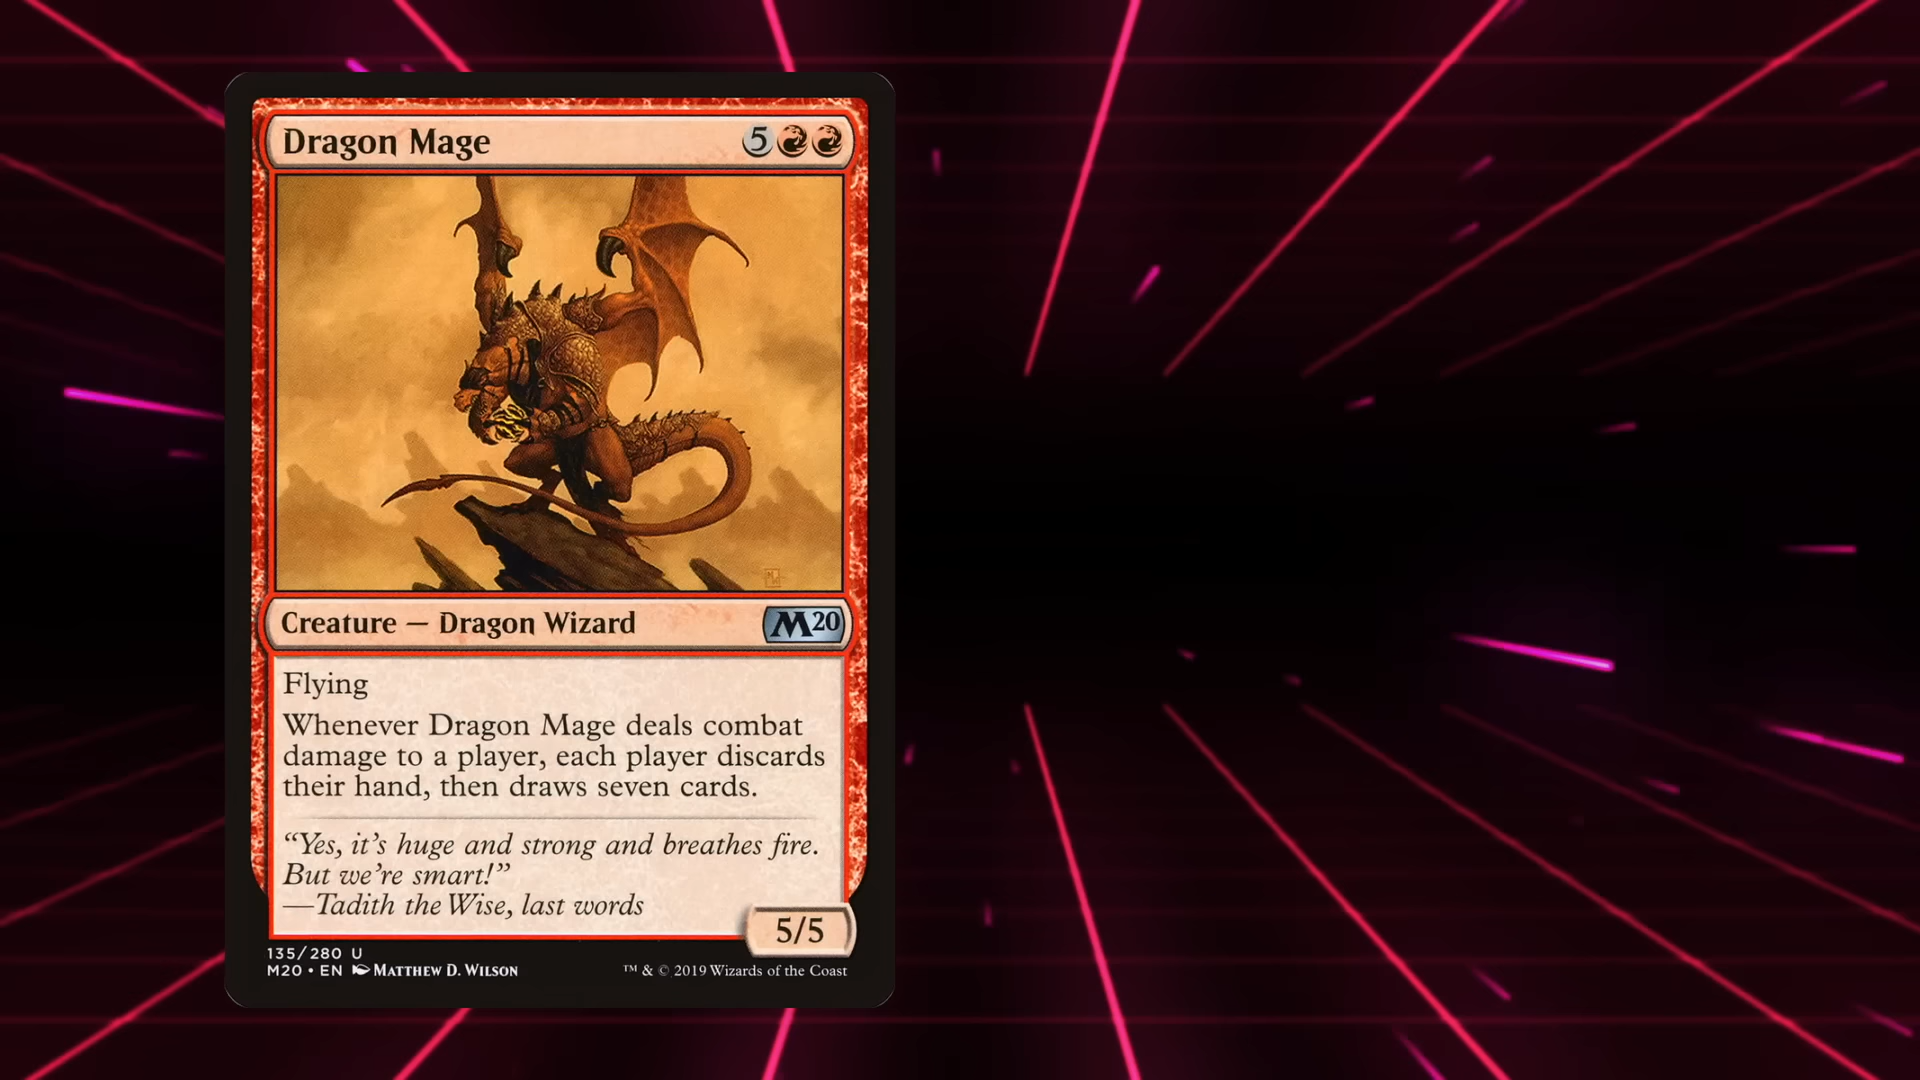 Dragon Mage 5
Creature — Dragon Wizard M20
Flying
Whenever Dragon Mage deals combat
damage to a player, each player discards
their hand, then draws seven cards.
“Yes, it’s huge and strong and breathes fire.
But we’re smart!”
—Tadith the Wise, last words
5/5
135/280 U
M20 • EN MATTHEW D. WILSON
™ & © 2019 Wizards of the Coast